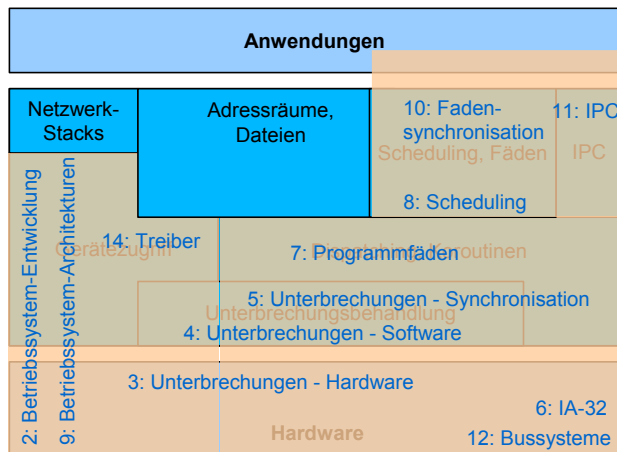 Anwendungen
Netzwerk-
Stacks
Adressräume,
Dateien
10: Faden-
synchronisation
11: IPC
Scheduling, Fäden
IPC
8: Scheduling
2: Betriebssystem-Entwicklung
9: Betriebssystem-Architekturen
Gerätezugriff
14: Treiber
Dispatching, Koroutinen
7: Programmfäden
5: Unterbrechungen - Synchronisation
Unterbrechungsbehandlung
4: Unterbrechungen - Software
3: Unterbrechungen - Hardware
6: IA-32
Hardware
12: Bussysteme